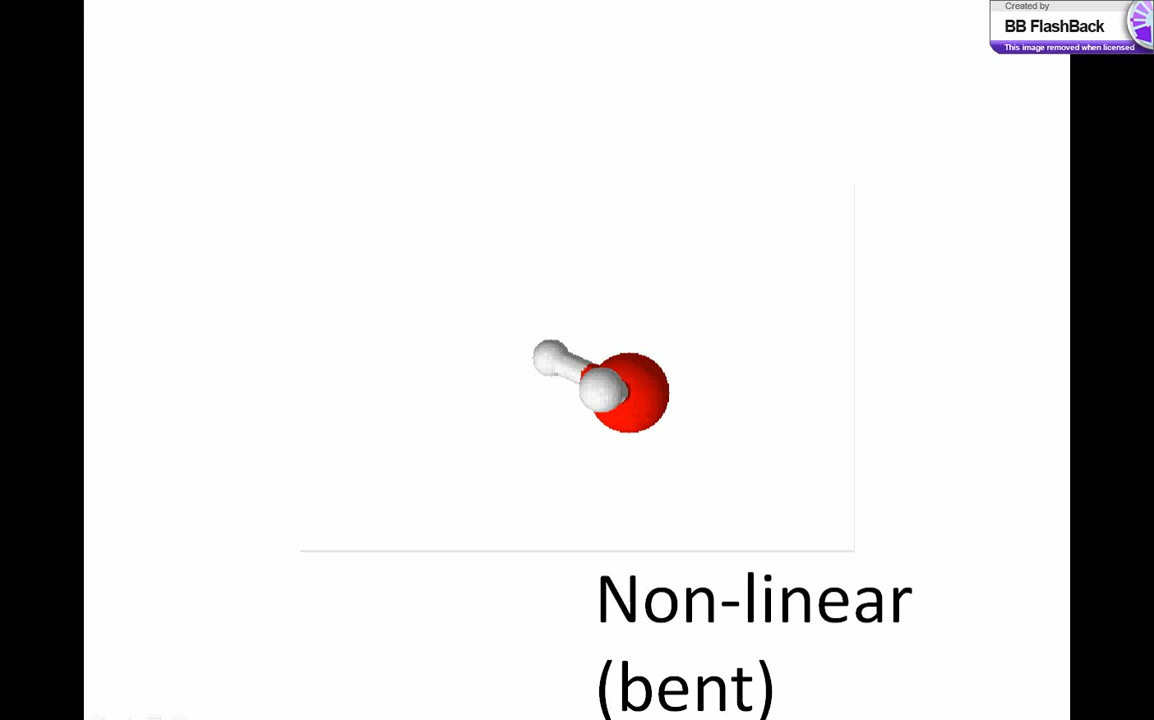 Created by
BB FlashBack
This image removed when licensed
Non-linear
(bent)